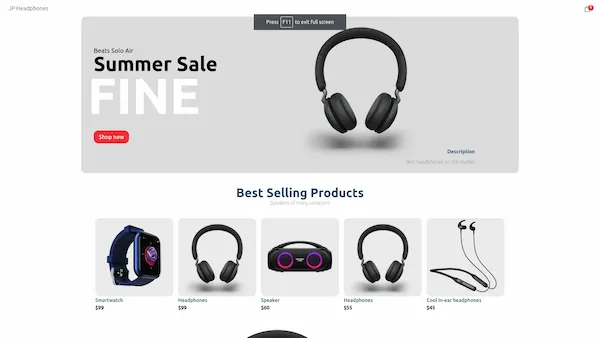 JP Headphones
Press F11 to exit full screen
Beats Solo Air
Summer Sale
FINE
Shop now
Description
Best headphones on the market
Best Selling Products
Speakers of many variations
Smartwatch
$99
Headphones
$99
Speaker
$60
Headphones
$55
Cool in-ear headphones
$45